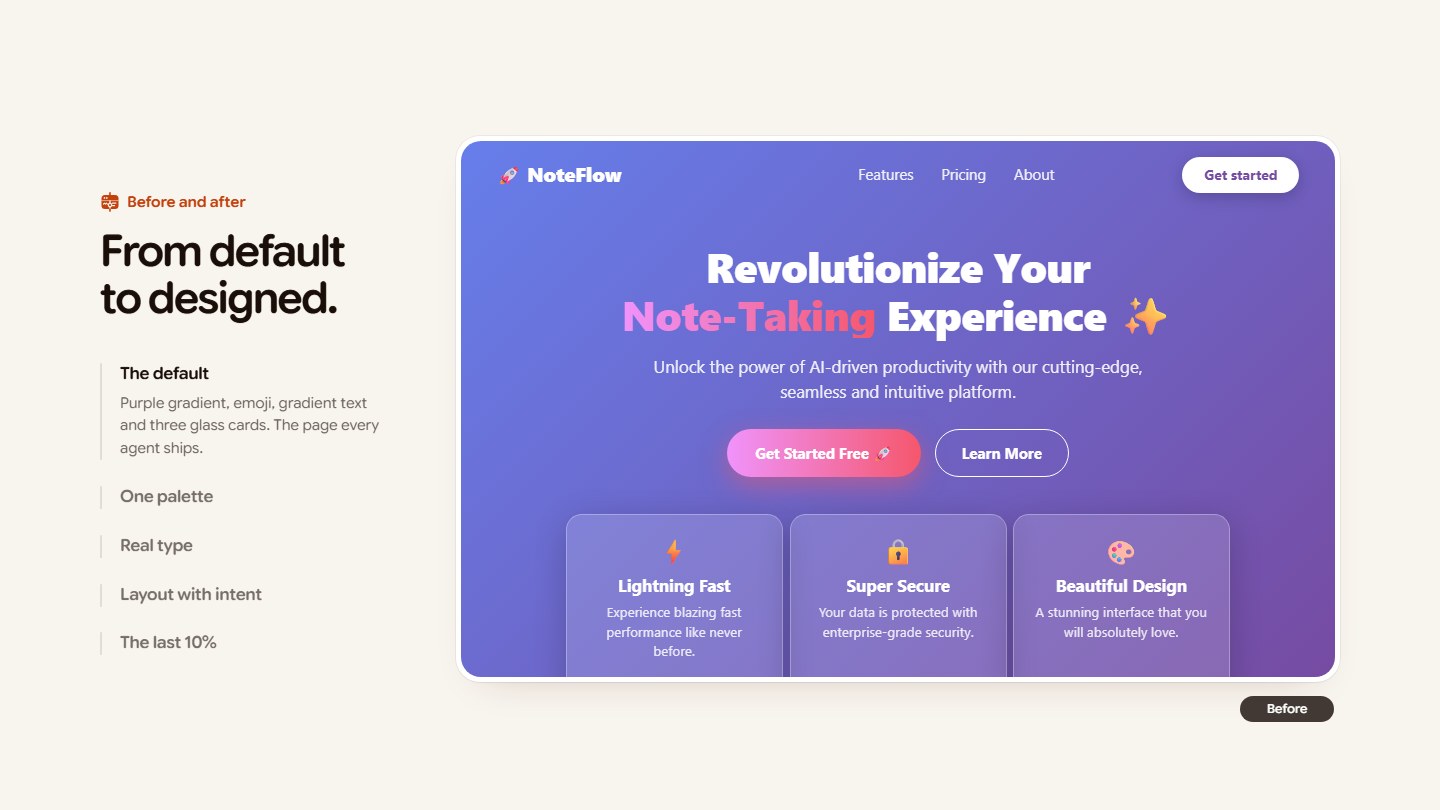 Before and after
From default
to designed.
The default
Purple gradient, emoji, gradient text
and three glass cards. The page every
agent ships.
One palette
Real type
Layout with intent
The last 10%
NoteFlow
Features
Pricing
About
Get started
Revolutionize Your
Note-Taking Experience
Unlock the power of AI-driven productivity with our cutting-edge,
seamless and intuitive platform.
Get Started Free
Learn More
Lightning Fast
Experience blazing fast
performance like never
before.
Super Secure
Your data is protected with
enterprise-grade security.
Beautiful Design
A stunning interface that you
will absolutely love.
Before